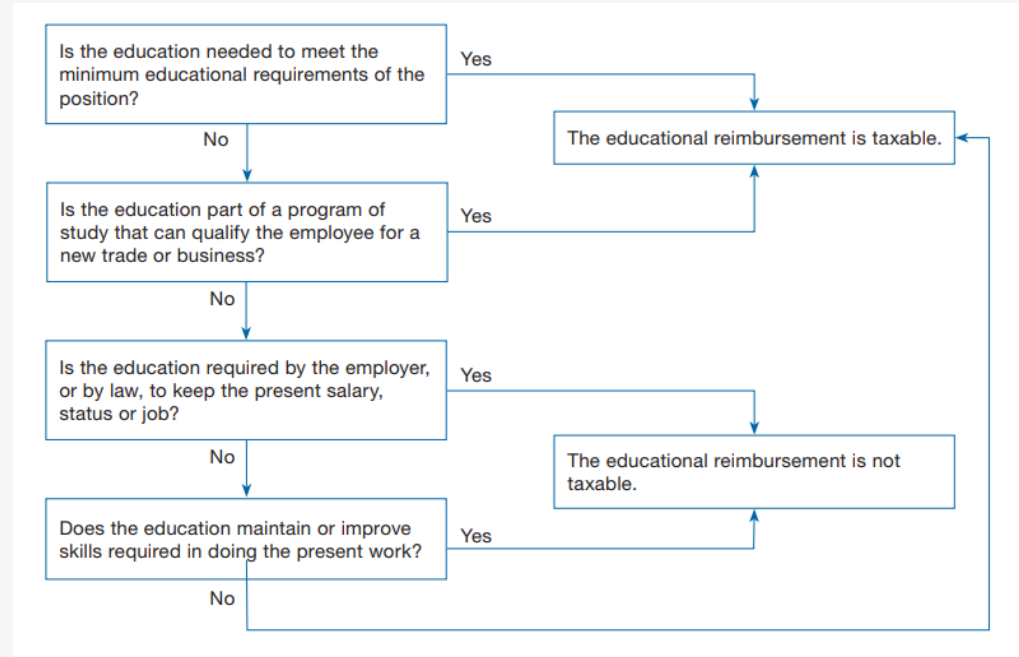 Is the education needed to meet the
minimum educational requirements of the
position?
Yes
The educational reimbursement is taxable.
No
Is the education part of a program of
study that can qualify the employee for a
new trade or business?
Yes
No
Is the education required by the employer,
or by law, to keep the present salary,
status or job?
Yes
No
The educational reimbursement is not
taxable.
Does the education maintain or improve
skills required in doing the present work?
Yes
No